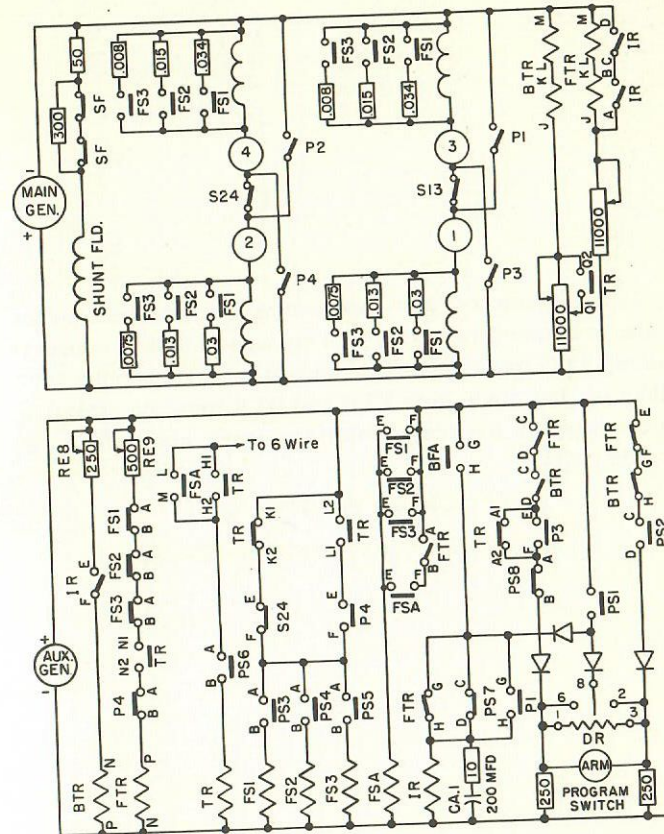 MAIN GEN.
- +
SHUNT FLD.
300
50
SF SF
.008 FS3
.015 FS2
.034 FS1
4
S24
2
P2
P4
.0075 FS3
.013 FS2
.03 FS1
.008 FS3
.015 FS2
.034 FS1
3
S13
1
P1
P3
.0075 FS3
.013 FS2
.03 FS1
BTR
J K L M
FTR
J K L M
A B C D
IR IR
11000
11000
Q1 Q2
TR
AUX. GEN.
+ -
RE8
250
IR
F E
BTR
P N
RE9
500
FS1
A B
FS2
A B
FS3
A B
N1 N2
TR
P4
A B
FTR
N P
To 6 Wire
L M
FSA
H1 H2
TR
A B
PS6
TR
K1 K2
TR
L2 L1
TR
E F
S24
E F
P4
A B
PS3
A B
PS4
A B
PS5
FS1
FS2
FS3
E F
FS1
E F
FS2
E F
FS3
E F
FSA
A B
FTR
FSA
BFA
G H
FTR
G H
C D
PS7
G H
P1
IR
CA.1
10
200 MFD
C D
FTR
C D
BTR
A1 A2
TR
E F
P3
A B
PS8
PS1
E F
FTR
G H
BTR
C D
PS2
6 8 2
1 3
DR
ARM
250 250
PROGRAM SWITCH